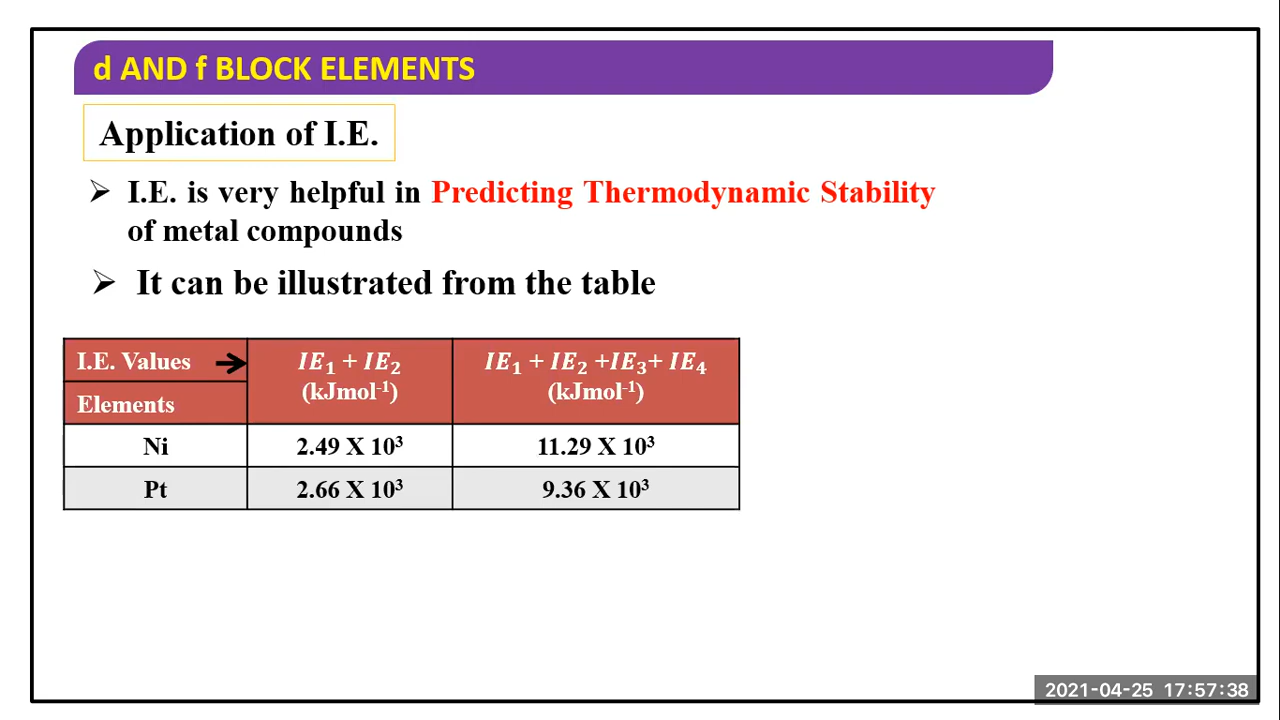 d AND f BLOCK ELEMENTS
Application of I.E.
➢ I.E. is very helpful in Predicting Thermodynamic Stability
of metal compounds
➢ It can be illustrated from the table
I.E. Values → IE₁ + IE₂ IE₁ + IE₂ +IE₃+ IE₄
(kJmol⁻¹) (kJmol⁻¹)
Elements
Ni 2.49 X 10³ 11.29 X 10³
Pt 2.66 X 10³ 9.36 X 10³
2021-04-25 17:57:38